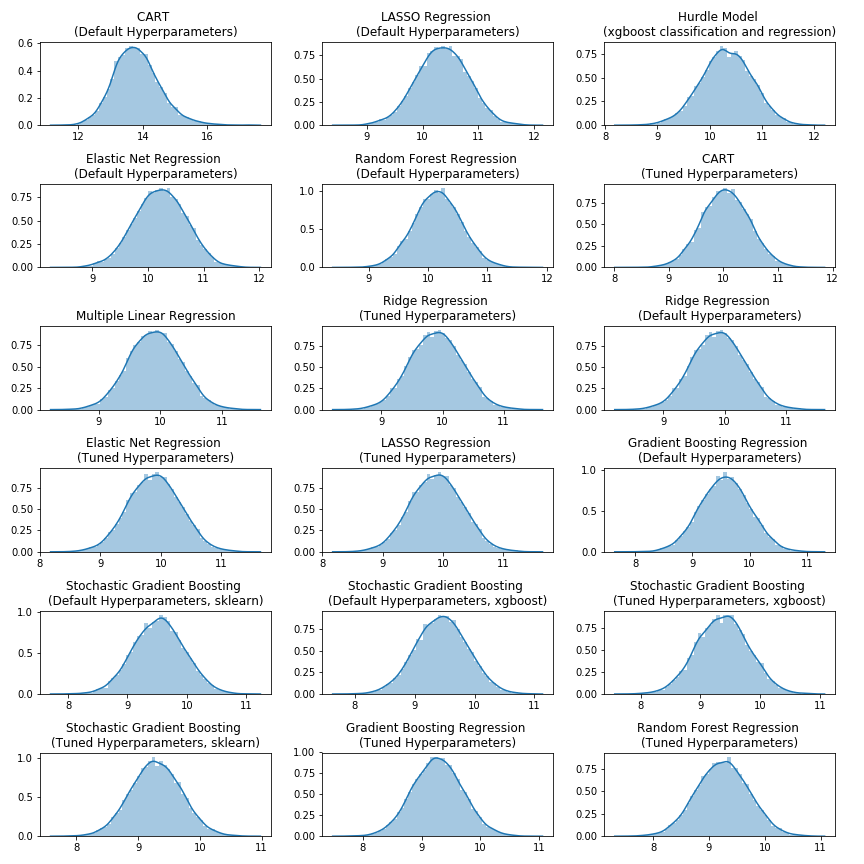 CART
(Default Hyperparameters)
0.6
0.4
0.2
0.0
12 14 16
LASSO Regression
(Default Hyperparameters)
0.75
0.50
0.25
0.00
9 10 11 12
Hurdle Model
(xgboost classification and regression)
0.75
0.50
0.25
0.00
8 9 10 11 12
Elastic Net Regression
(Default Hyperparameters)
0.75
0.50
0.25
0.00
9 10 11 12
Random Forest Regression
(Default Hyperparameters)
1.0
0.5
0.0
9 10 11 12
CART
(Tuned Hyperparameters)
0.75
0.50
0.25
0.00
8 9 10 11 12
Multiple Linear Regression
0.75
0.50
0.25
0.00
9 10 11
Ridge Regression
(Tuned Hyperparameters)
0.75
0.50
0.25
0.00
9 10 11
Ridge Regression
(Default Hyperparameters)
0.75
0.50
0.25
0.00
9 10 11
Elastic Net Regression
(Tuned Hyperparameters)
0.75
0.50
0.25
0.00
8 9 10 11
LASSO Regression
(Tuned Hyperparameters)
0.75
0.50
0.25
0.00
8 9 10 11
Gradient Boosting Regression
(Default Hyperparameters)
1.0
0.5
0.0
8 9 10 11
Stochastic Gradient Boosting
(Default Hyperparameters, sklearn)
1.0
0.5
0.0
8 9 10 11
Stochastic Gradient Boosting
(Default Hyperparameters, xgboost)
0.75
0.50
0.25
0.00
8 9 10 11
Stochastic Gradient Boosting
(Tuned Hyperparameters, xgboost)
0.75
0.50
0.25
0.00
8 9 10 11
Stochastic Gradient Boosting
(Tuned Hyperparameters, sklearn)
1.0
0.5
0.0
8 9 10 11
Gradient Boosting Regression
(Tuned Hyperparameters)
1.00
0.75
0.50
0.25
0.00
8 9 10 11
Random Forest Regression
(Tuned Hyperparameters)
0.75
0.50
0.25
0.00
8 9 10 11